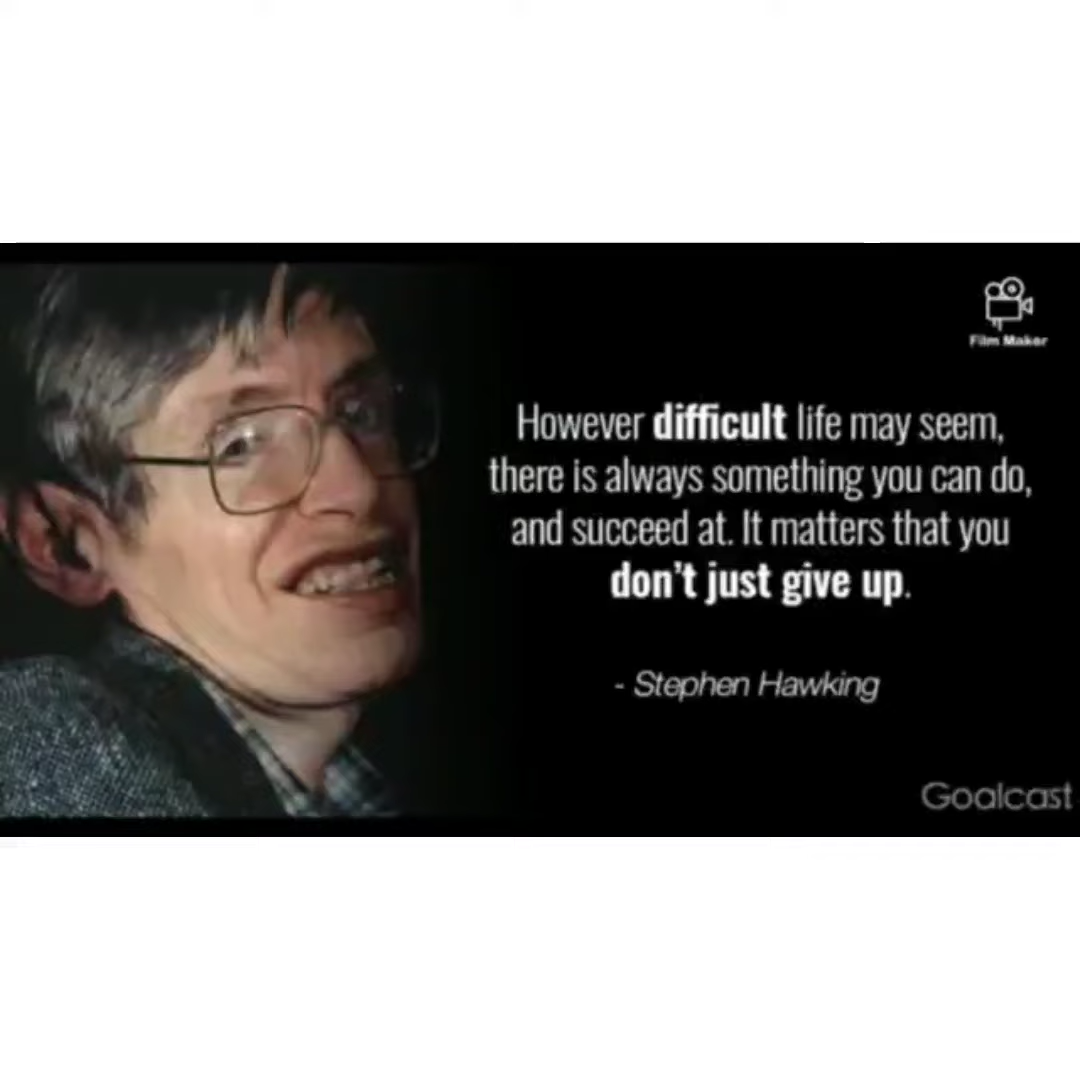 Film Maker
However difficult life may seem,
there is always something you can do,
and succeed at. It matters that you
don't just give up.
- Stephen Hawking
Goalcast